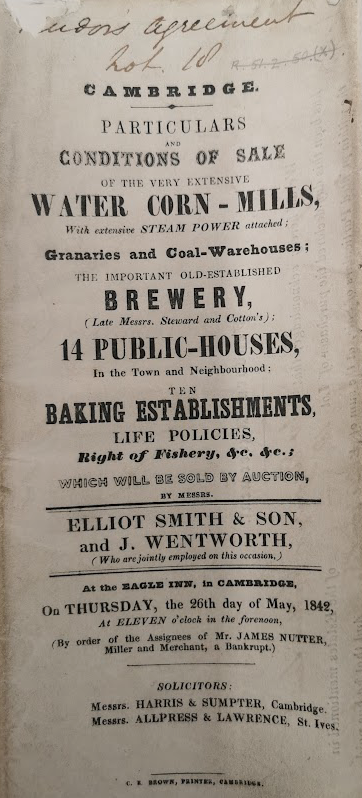 endors agreement
Lot. 18
CAMBRIDGE.
PARTICULARS
AND
CONDITIONS OF SALE
OF THE VERY EXTENSIVE
WATER CORN-MILLS,
With extensive STEAM POWER attached;
Granaries and Coal-Warehouses;
THE IMPORTANT OLD-ESTABLISHED
BREWERY,
(Late Messrs. Steward and Cotton's);
14 PUBLIC-HOUSES,
In the Town and Neighbourhood;
TEN
BAKING ESTABLISHMENTS,
LIFE POLICIES,
Right of Fishery, &c. &c.;
WHICH WILL BE SOLD BY AUCTION,
BY MESSRS.
ELLIOT SMITH & SON,
and J. WENTWORTH,
(Who are jointly employed on this occasion,)
At the EAGLE INN, in CAMBRIDGE,
On THURSDAY, the 26th day of May, 1842,
At ELEVEN o'clock in the forenoon,
(By order of the Assignees of Mr. JAMES NUTTER,
Miller and Merchant, a Bankrupt.)
SOLICITORS:
Messrs. HARRIS & SUMPTER, Cambridge.
Messrs. ALLPRESS & LAWRENCE, St. Ives.
C. E. BROWN, PRINTER, CAMBRIDGE.